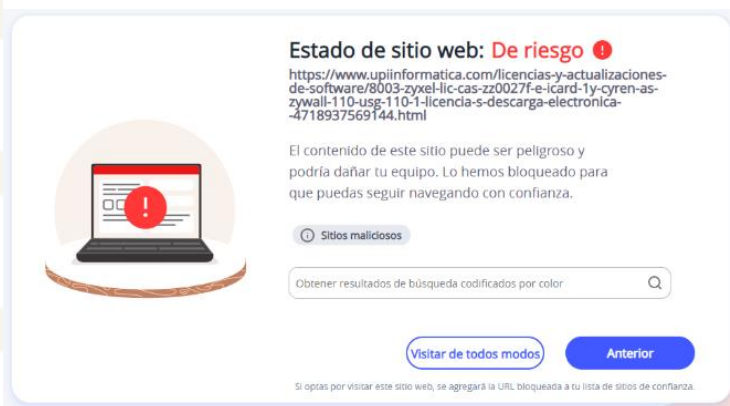 Estado de sitio web: De riesgo !
https://www.upiinformatica.com/licencias-y-actualizaciones-
de-software/8003-zyxel-lic-cas-zz0027f-e-icard-1y-cyren-as-
zywall-110-usg-110-1-licencia-s-descarga-electronica-
-4718937569144.html
El contenido de este sitio puede ser peligroso y
podría dañar tu equipo. Lo hemos bloqueado para
que puedas seguir navegando con confianza.
Sitios maliciosos
Obtener resultados de búsqueda codificados por color
Visitar de todos modos
Anterior
Si optas por visitar este sitio web, se agregará la URL bloqueada a tu lista de sitios de confianza.